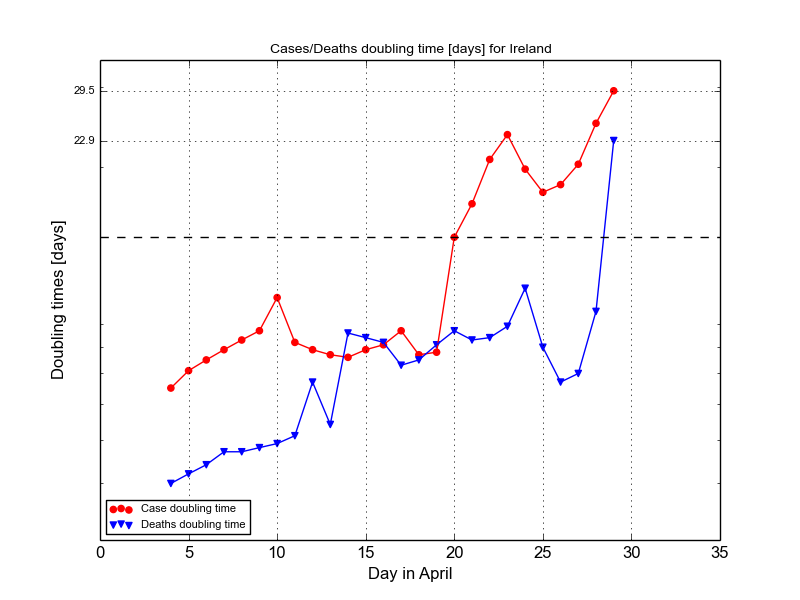 Cases/Deaths doubling time [days] for Ireland
29.5
22.9
Doubling times [days]
Case doubling time
Deaths doubling time
0 5 10 15 20 25 30 35
Day in April